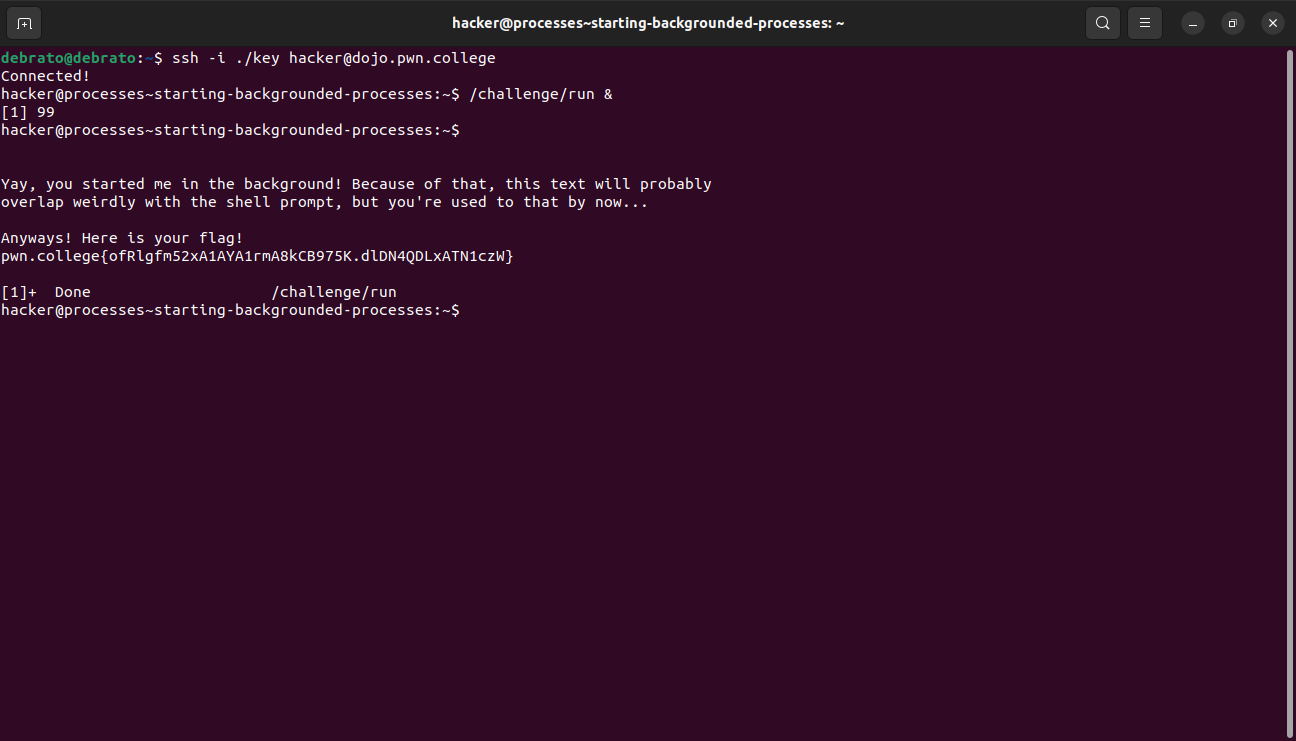 hacker@processes~starting-backgrounded-processes: ~
debrato@debrato:~$ ssh -i ./key hacker@dojo.pwn.college
Connected!
hacker@processes~starting-backgrounded-processes:~$ /challenge/run &
[1] 99
hacker@processes~starting-backgrounded-processes:~$
Yay, you started me in the background! Because of that, this text will probably
overlap weirdly with the shell prompt, but you're used to that by now...
Anyways! Here is your flag!
pwn.college{ofRlgfm52xA1AYA1rmA8kCB975K.dlDN4QDLxATN1czW}
[1]+  Done                    /challenge/run
hacker@processes~starting-backgrounded-processes:~$